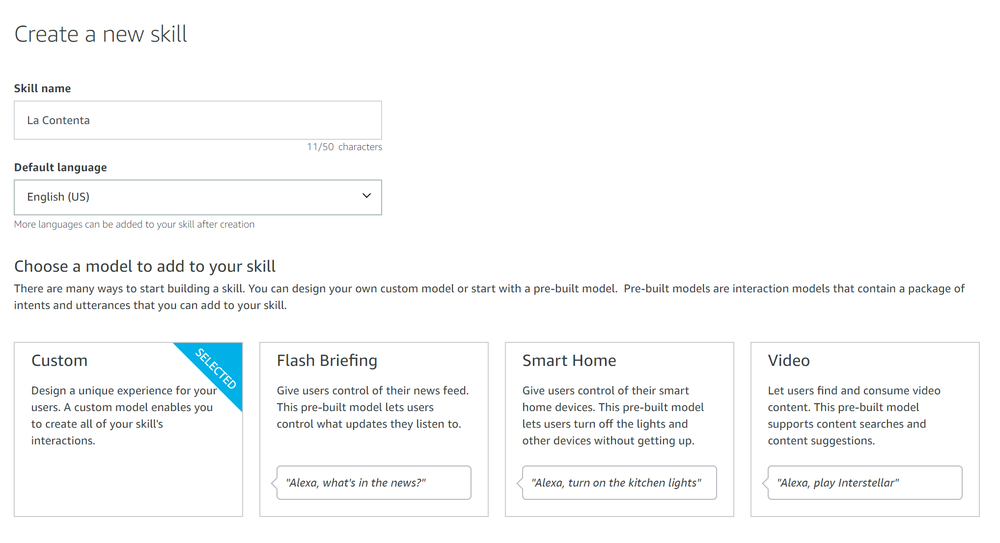 Create a new skill
Skill name
La Contenta
11/50 characters
Default language
English (US)
More languages can be added to your skill after creation
Choose a model to add to your skill
There are many ways to start building a skill. You can design your own custom model or start with a pre-built model. Pre-built models are interaction models that contain a package of
intents and utterances that you can add to your skill.
Custom
SELECTED
Design a unique experience for your
users. A custom model enables you
to create all of your skill's
interactions.
Flash Briefing
Give users control of their news feed.
This pre-built model lets users
control what updates they listen to.
"Alexa, what's in the news?"
Smart Home
Give users control of their smart
home devices. This pre-built model
lets users turn off the lights and
other devices without getting up.
"Alexa, turn on the kitchen lights"
Video
Let users find and consume video
content. This pre-built model
supports content searches and
content suggestions.
"Alexa, play Interstellar"